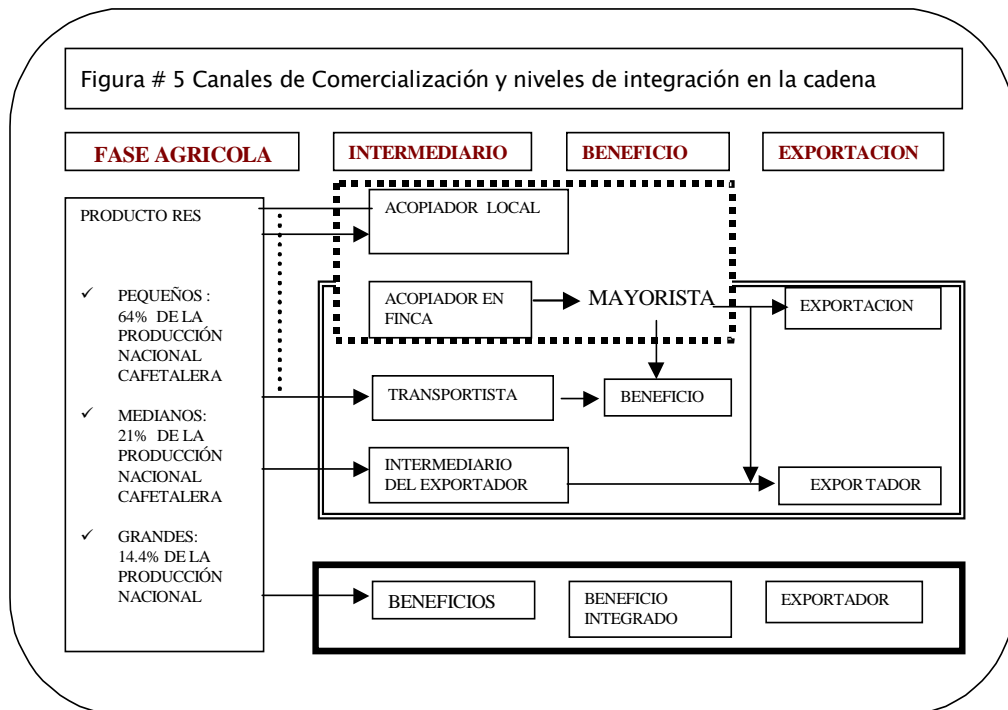 Figura # 5 Canales de Comercialización y niveles de integración en la cadena
FASE AGRICOLA
INTERMEDIARIO
BENEFICIO
EXPORTACION
PRODUCTO RES
✓ PEQUEÑOS :
64% DE LA
PRODUCCIÓN
NACIONAL
CAFETALERA
✓ MEDIANOS:
21% DE LA
PRODUCCIÓN
NACIONAL
CAFETALERA
✓ GRANDES:
14.4% DE LA
PRODUCCIÓN
NACIONAL
ACOPIADOR LOCAL
ACOPIADOR EN
FINCA
MAYORISTA
EXPORTACION
TRANSPORTISTA
BENEFICIO
INTERMEDIARIO
DEL EXPORTADOR
EXPOR TADOR
BENEFICIOS
BENEFICIO
INTEGRADO
EXPORTADOR